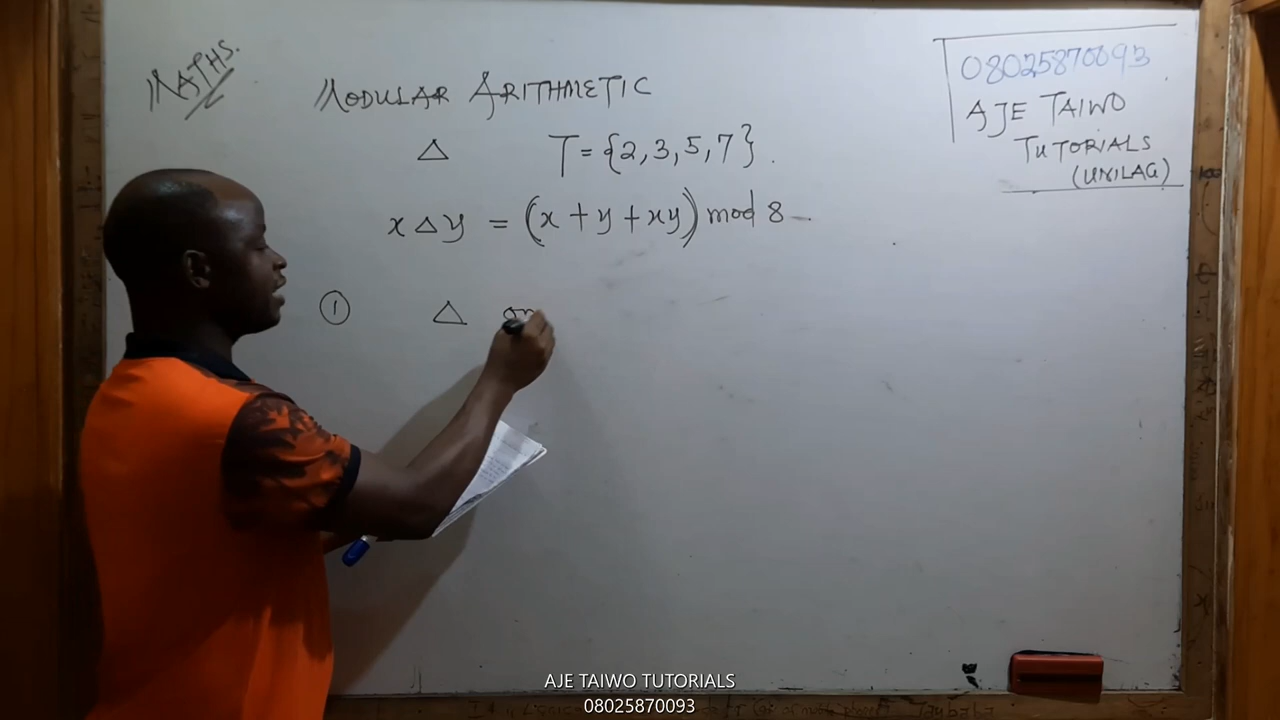 MATHS.
MODULAR ARITHMETIC
△ T = {2, 3, 5, 7}.
x △ y = (x + y + xy) mod 8
① △ on
08025870093
AJE TAIWO
TUTORIALS
(UNILAG)
AJE TAIWO TUTORIALS
08025870093